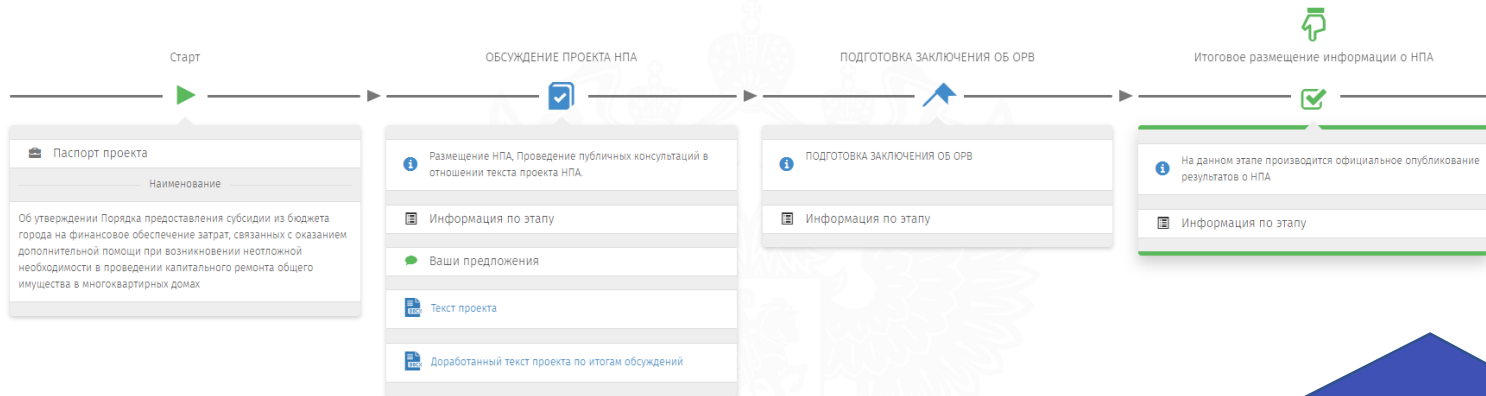 Старт
Паспорт проекта
Наименование
Об утверждении Порядка предоставления субсидии из бюджета
города на финансовое обеспечение затрат, связанных с оказанием
дополнительной помощи при возникновении неотложной
необходимости в проведении капитального ремонта общего
имущества в многоквартирных домах
ОБСУЖДЕНИЕ ПРОЕКТА НПА
Размещение НПА, Проведение публичных консультаций в
отношении текста проекта НПА.
Информация по этапу
Ваши предложения
Текст проекта
Доработанный текст проекта по итогам обсуждений
ПОДГОТОВКА ЗАКЛЮЧЕНИЯ ОБ ОРВ
ПОДГОТОВКА ЗАКЛЮЧЕНИЯ ОБ ОРВ
Информация по этапу
Итоговое размещение информации о НПА
На данном этапе производится официальное опубликование
результатов о НПА
Информация по этапу